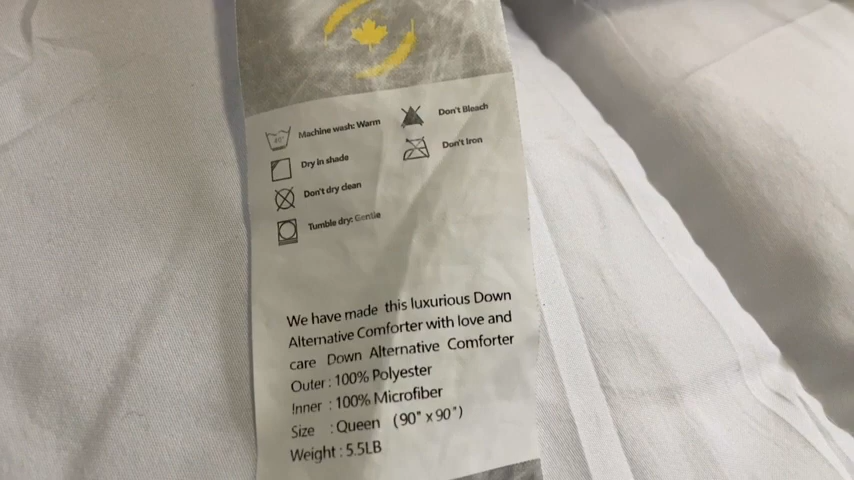 Machine wash: Warm
Don't Bleach
Dry in shade
Don't Iron
Don't dry clean
Tumble dry: Gentle
We have made this luxurious Down
Alternative Comforter with love and
care Down Alternative Comforter
Outer : 100% Polyester
Inner : 100% Microfiber
Size : Queen (90" x 90")
Weight : 5.5LB